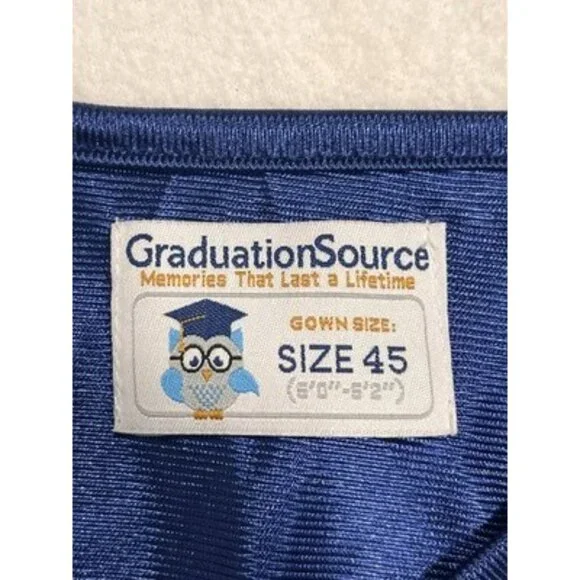 GraduationSource
Memories That Last a Lifetime
GOWN SIZE:
SIZE 45
(5'0"-5'2")